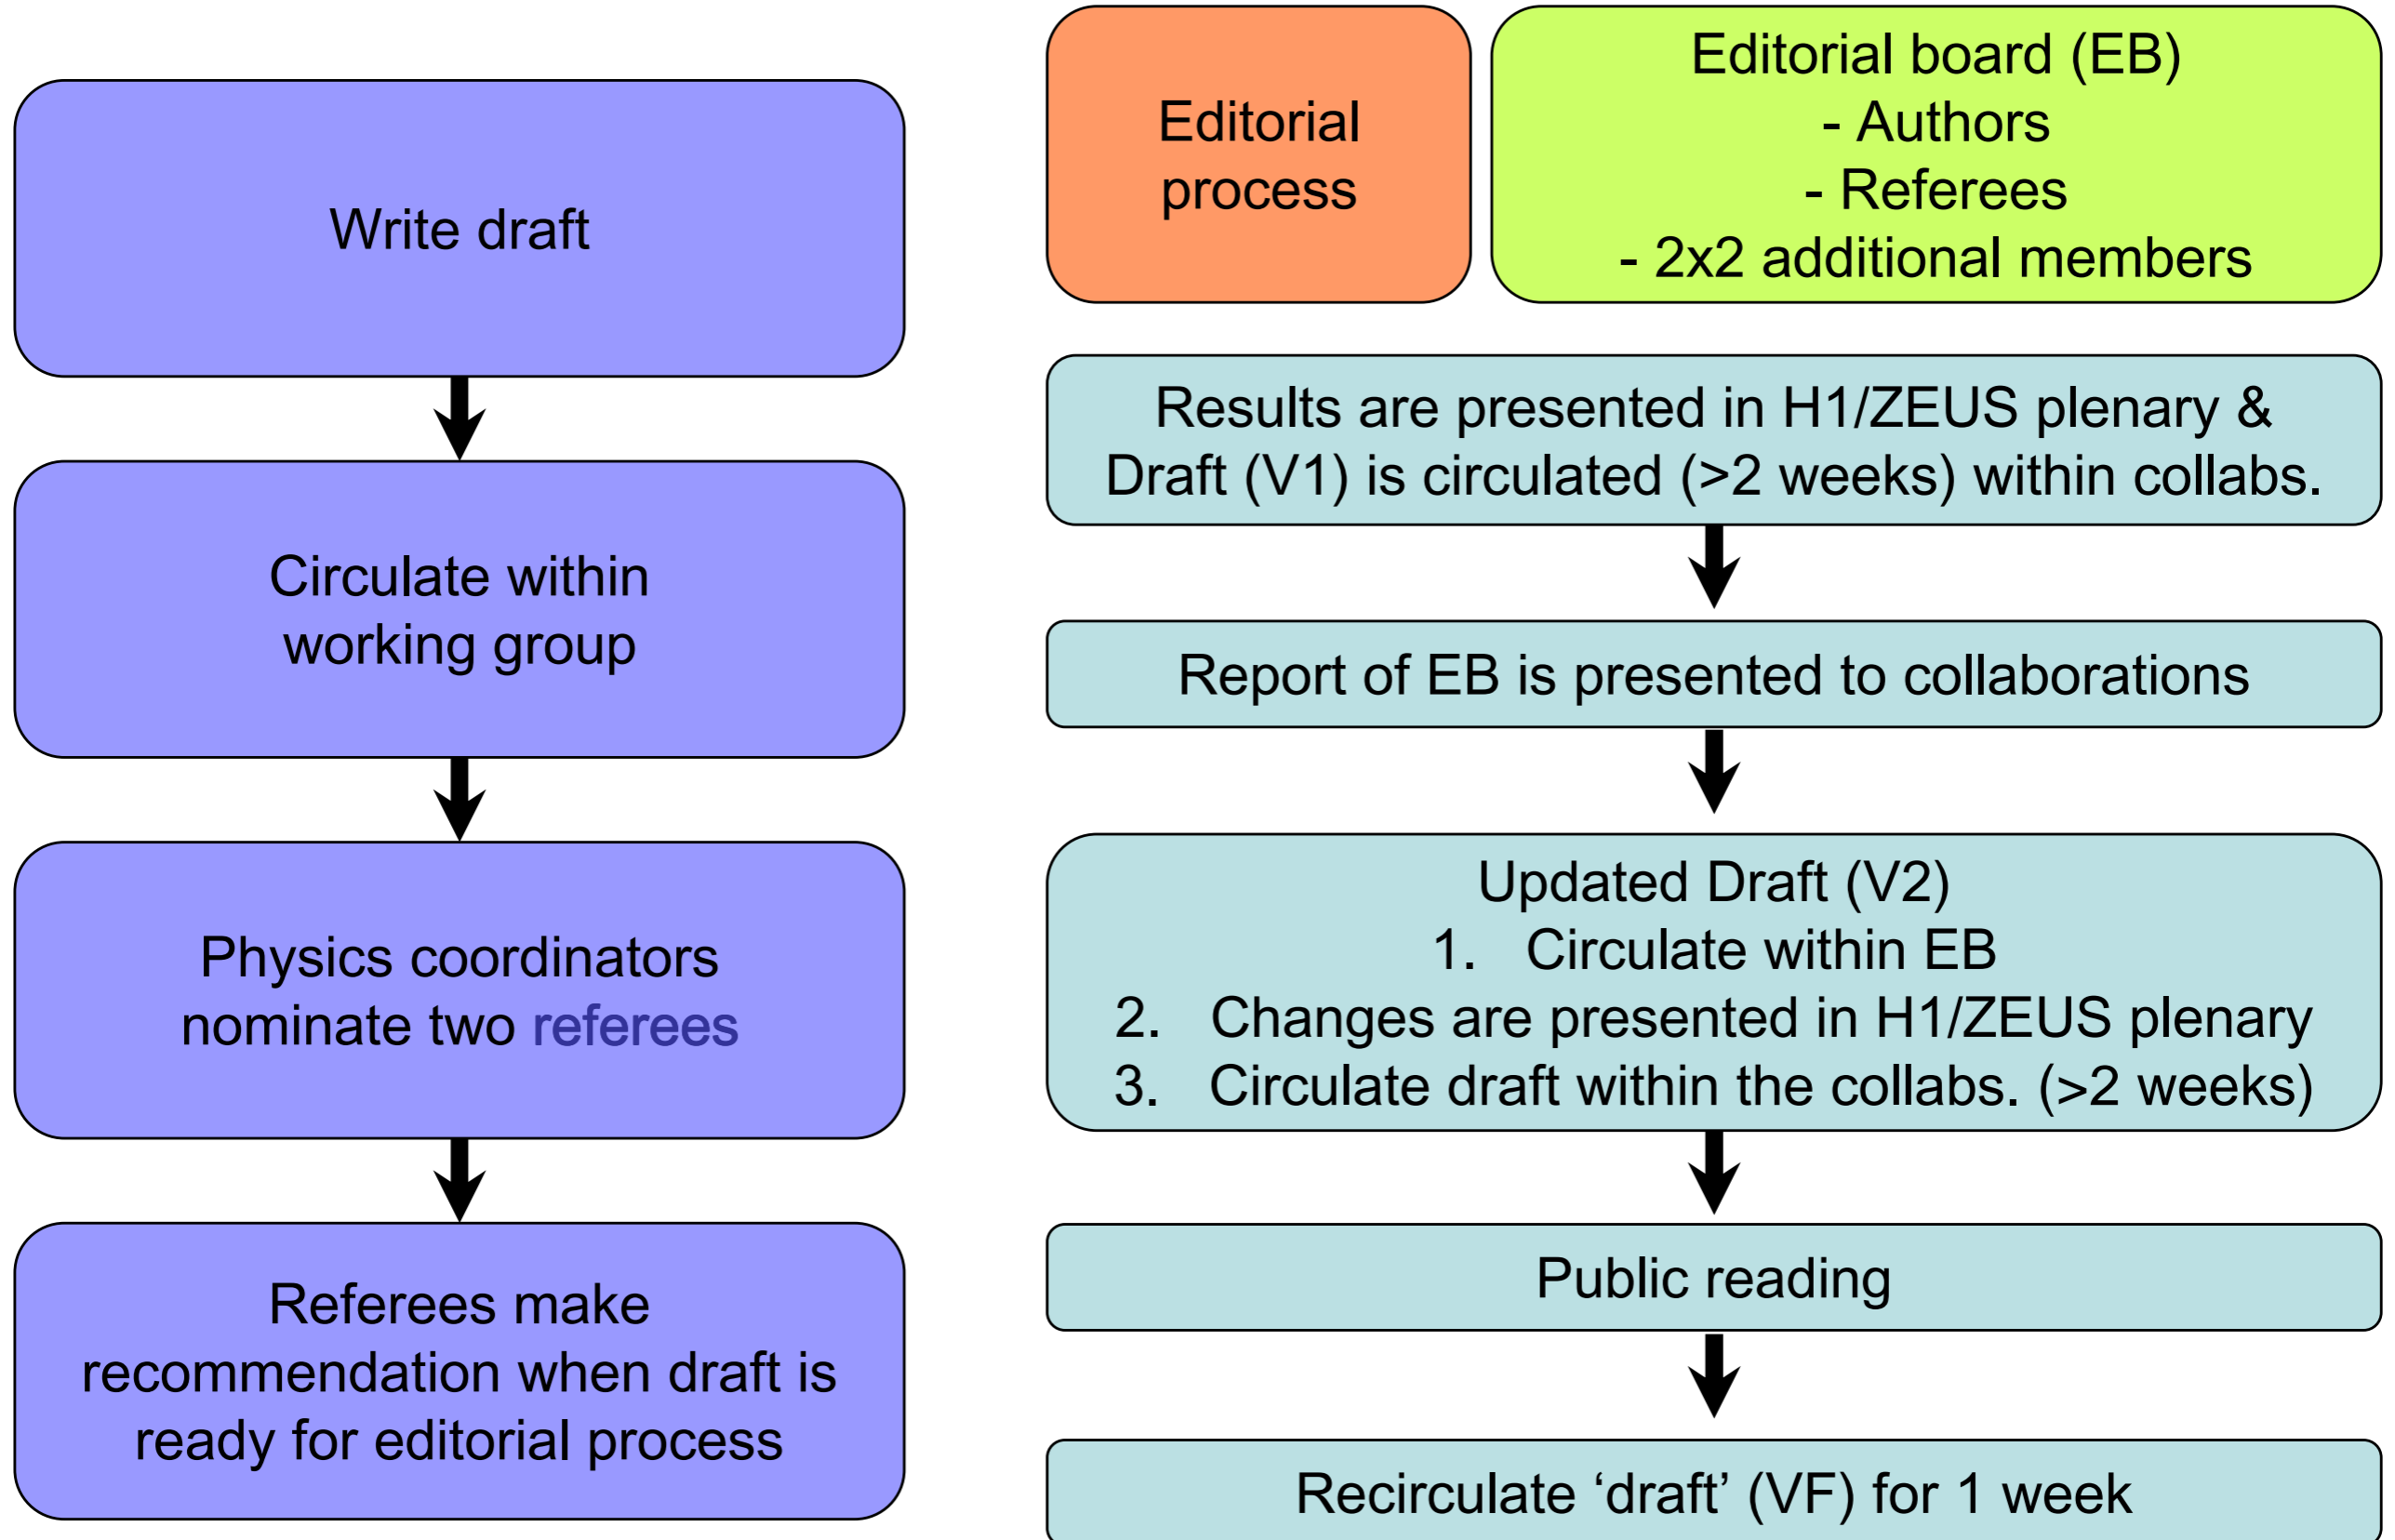 Write draft
Circulate within
working group
Physics coordinators
nominate two referees
Referees make
recommendation when draft is
ready for editorial process
Editorial
process
Editorial board (EB)
- Authors
- Referees
- 2x2 additional members
Results are presented in H1/ZEUS plenary &
Draft (V1) is circulated (>2 weeks) within collabs.
Report of EB is presented to collaborations
Updated Draft (V2)
1. Circulate within EB
2. Changes are presented in H1/ZEUS plenary
3. Circulate draft within the collabs. (>2 weeks)
Public reading
Recirculate ‘draft’ (VF) for 1 week